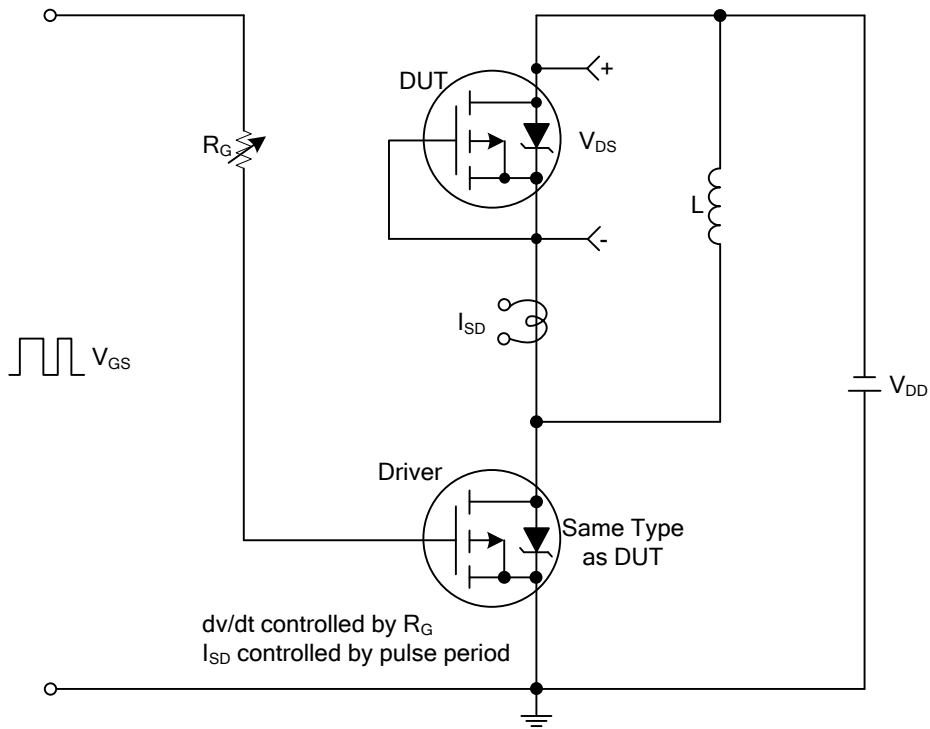 +
DUT
R_G
V_DS
L
-
I_SD
V_GS
V_DD
Driver
Same Type
as DUT
dv/dt controlled by R_G
I_SD controlled by pulse period